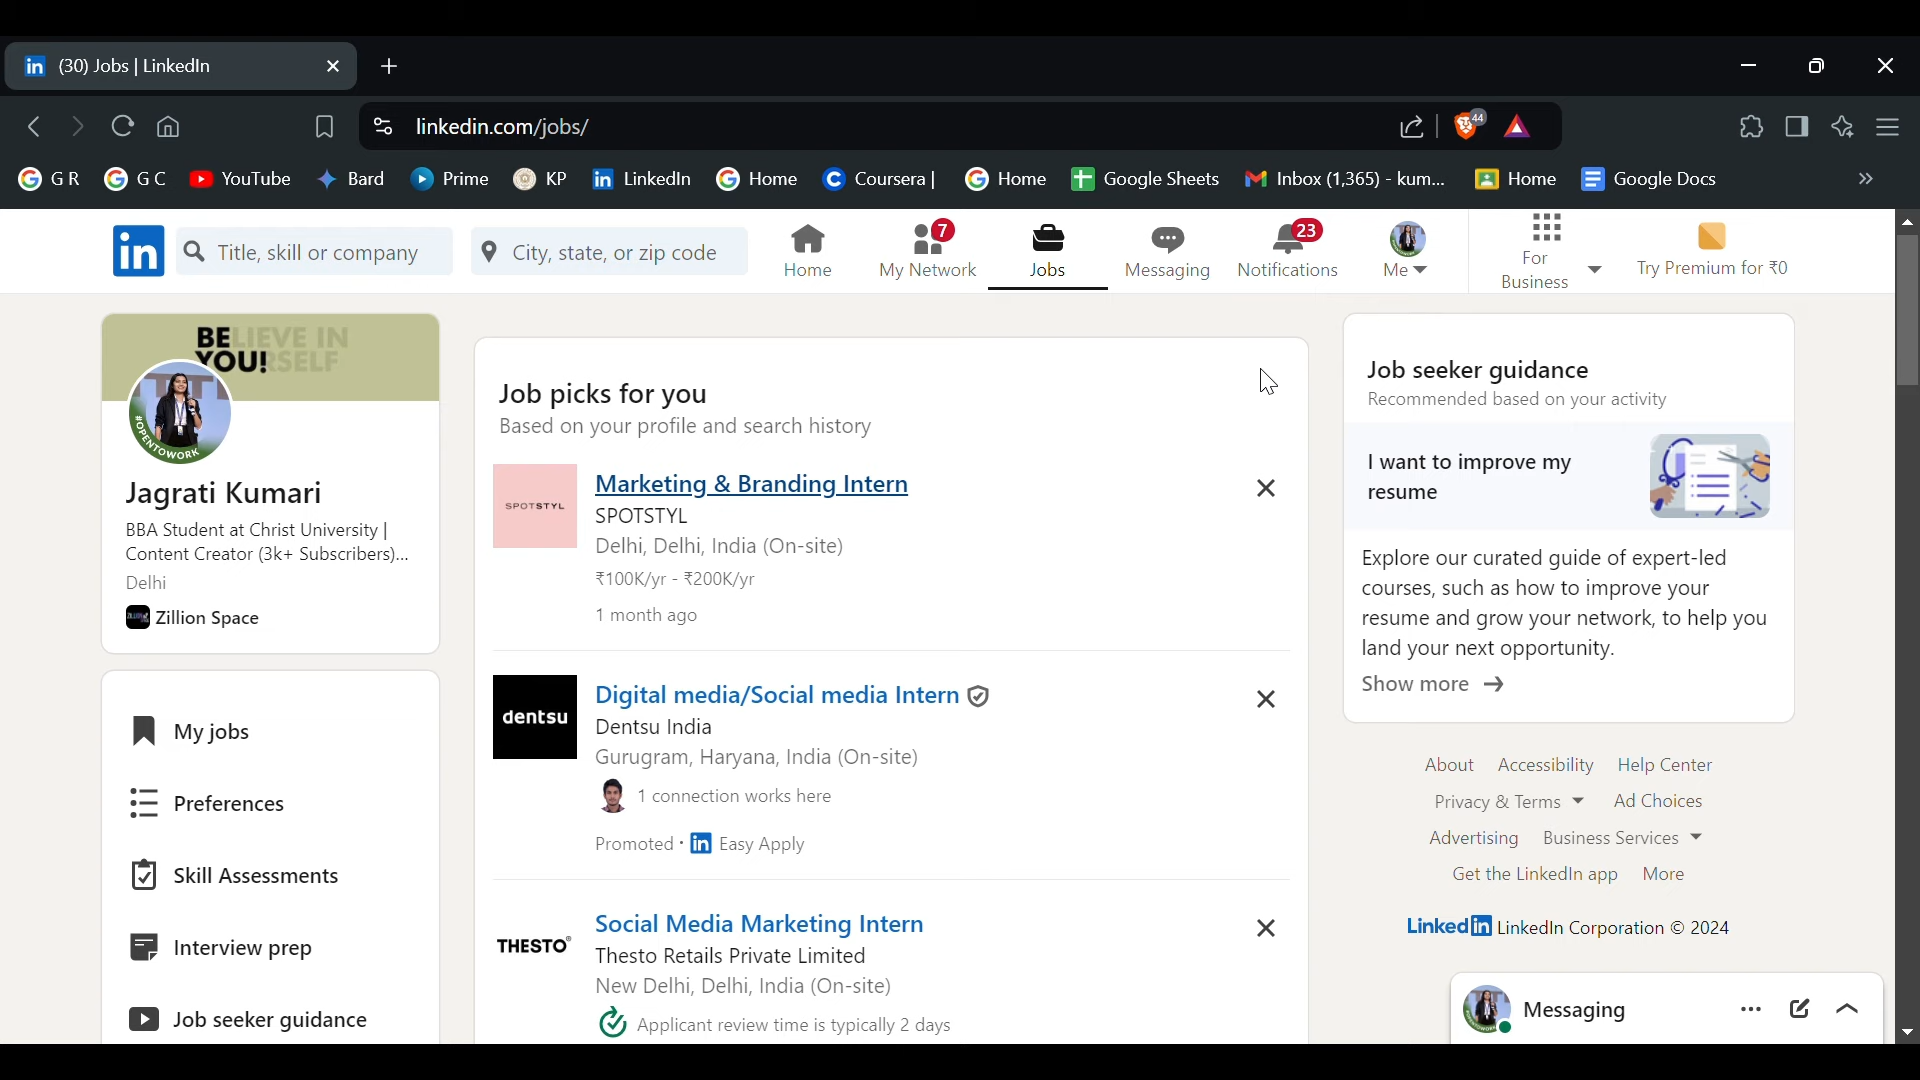 (30) Jobs | LinkedIn
linkedin.com/jobs/
44
G R
G C
YouTube
Bard
Prime
KP
LinkedIn
Home
Coursera |
Home
Google Sheets
Inbox (1,365) - kum...
Home
Google Docs
in
Title, skill or company
City, state, or zip code
Home
7
My Network
Jobs
Messaging
23
Notifications
Me
For
Business
Try Premium for ₹0
BELIEVE IN
YOU!RSELF
#OPENTOWORK
Jagrati Kumari
BBA Student at Christ University |
Content Creator (3k+ Subscribers)...
Delhi
Zillion Space
My jobs
Preferences
Skill Assessments
Interview prep
Job seeker guidance
Job picks for you
Based on your profile and search history
SPOTSTYL
Marketing & Branding Intern
SPOTSTYL
Delhi, Delhi, India (On-site)
₹100K/yr - ₹200K/yr
1 month ago
dentsu
Digital media/Social media Intern
Dentsu India
Gurugram, Haryana, India (On-site)
1 connection works here
Promoted · in Easy Apply
THESTO
Social Media Marketing Intern
Thesto Retails Private Limited
New Delhi, Delhi, India (On-site)
Applicant review time is typically 2 days
Job seeker guidance
Recommended based on your activity
I want to improve my
resume
Explore our curated guide of expert-led
courses, such as how to improve your
resume and grow your network, to help you
land your next opportunity.
Show more →
About Accessibility Help Center
Privacy & Terms Ad Choices
Advertising Business Services
Get the LinkedIn app More
LinkedIn LinkedIn Corporation © 2024
Messaging